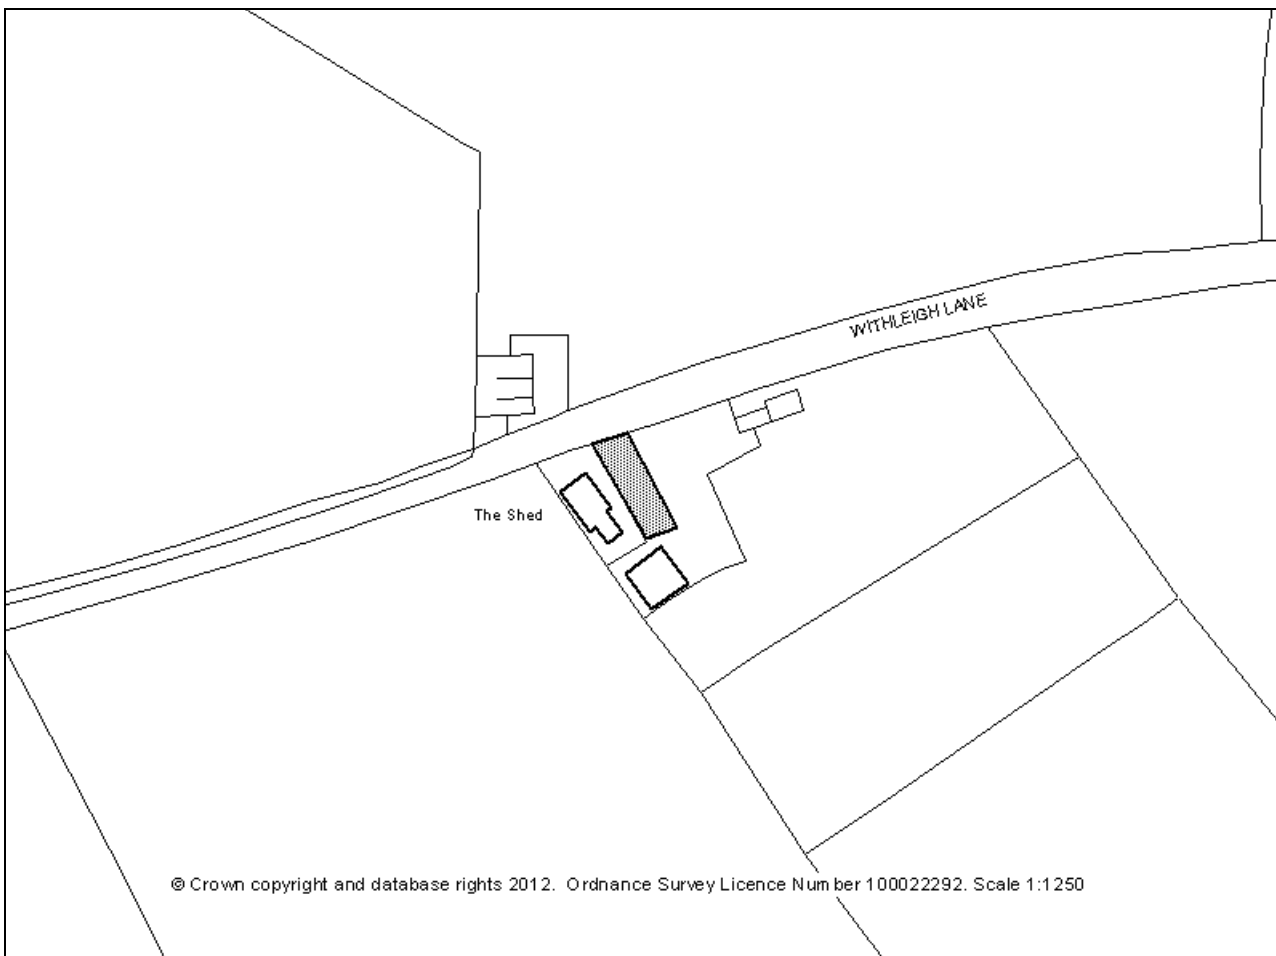 WITHLEIGH LANE
The Shed
© Crown copyright and database rights 2012. Ordnance Survey Licence Number 100022292. Scale 1:1250